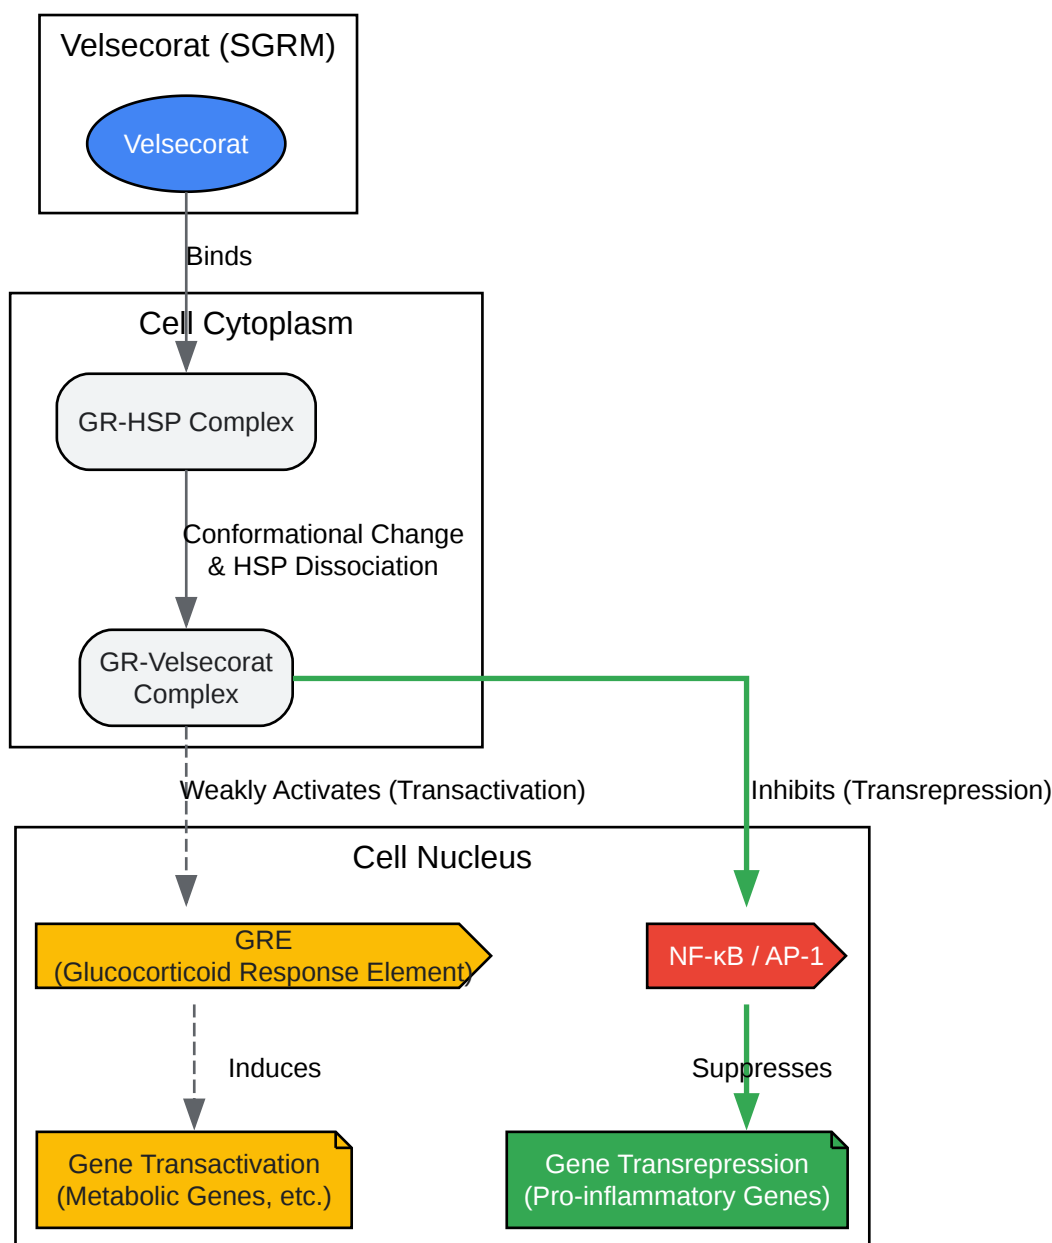 Velsecorat (SGRM)
Velsecorat
Binds
Cell Cytoplasm
GR-HSP Complex
Conformational Change
& HSP Dissociation
GR-Velsecorat
Complex
Weakly Activates (Transactivation)
Inhibits (Transrepression)
Cell Nucleus
GRE
(Glucocorticoid Response Element)
NF-κB / AP-1
Induces
Suppresses
Gene Transactivation
(Metabolic Genes, etc.)
Gene Transrepression
(Pro-inflammatory Genes)